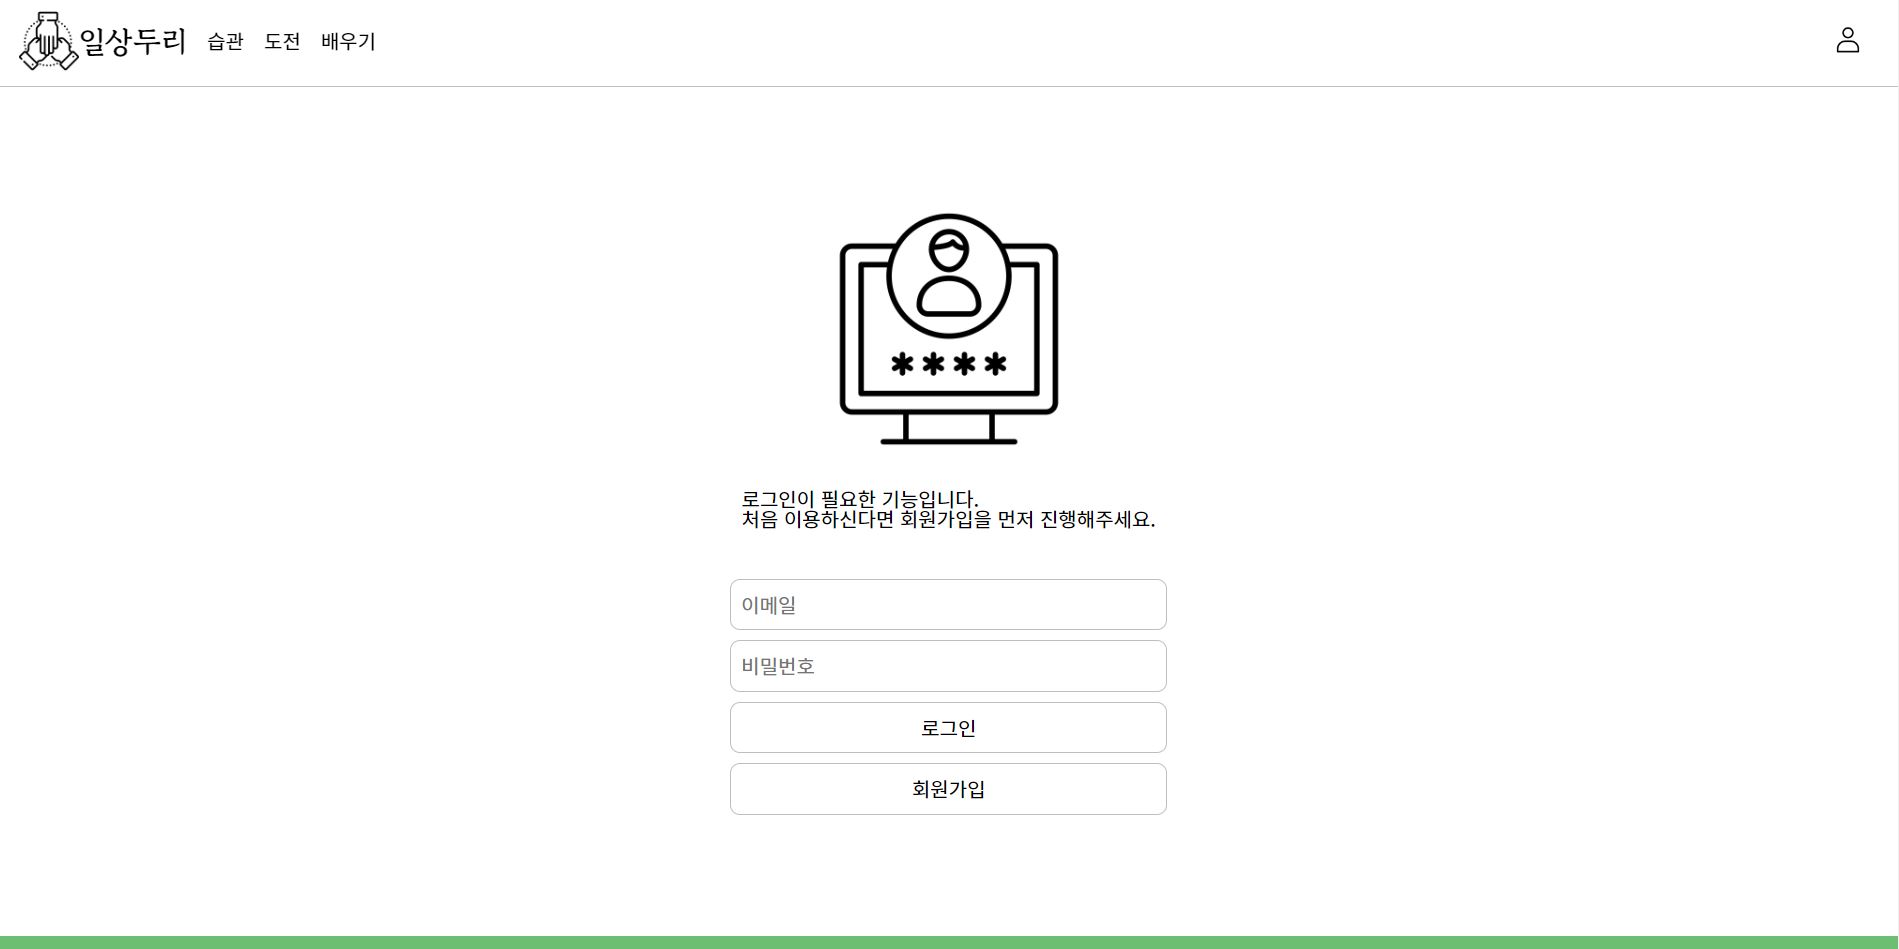 일상두리 습관 도전 배우기
****
로그인이 필요한 기능입니다.
처음 이용하신다면 회원가입을 먼저 진행해주세요.
이메일
비밀번호
로그인
회원가입